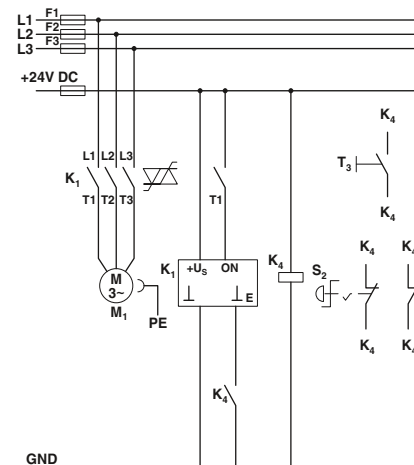 L1 F1
L2 F2
L3 F3
+24V DC
L1 L2 L3
K1
T1 T2 T3
T1
K4
T3
K4
K1 +US ON
E
K4
S2
K4 K4
M
3~
M1
PE
K4 K4
K4
GND